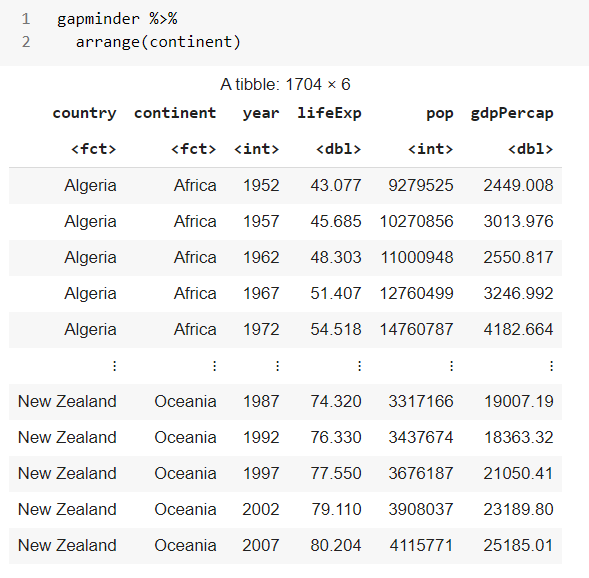 1 gapminder %>%
2 arrange(continent)
A tibble: 1704 × 6
country continent year lifeExp pop gdpPercap
<fct> <fct> <int> <dbl> <int> <dbl>
Algeria Africa 1952 43.077 9279525 2449.008
Algeria Africa 1957 45.685 10270856 3013.976
Algeria Africa 1962 48.303 11000948 2550.817
Algeria Africa 1967 51.407 12760499 3246.992
Algeria Africa 1972 54.518 14760787 4182.664
⋮ ⋮ ⋮ ⋮ ⋮ ⋮
New Zealand Oceania 1987 74.320 3317166 19007.19
New Zealand Oceania 1992 76.330 3437674 18363.32
New Zealand Oceania 1997 77.550 3676187 21050.41
New Zealand Oceania 2002 79.110 3908037 23189.80
New Zealand Oceania 2007 80.204 4115771 25185.01